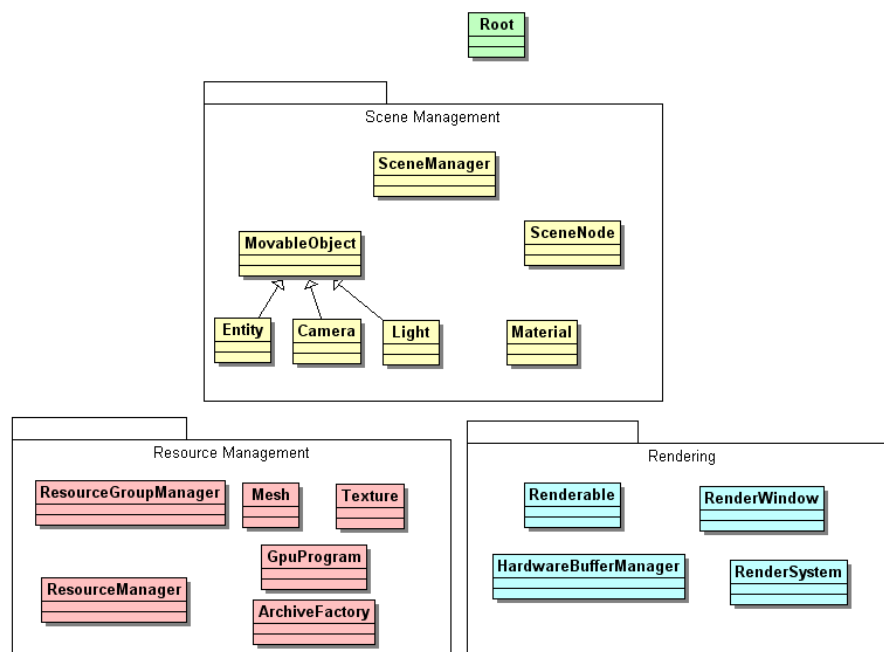 Root
Scene Management
SceneManager
SceneNode
MovableObject
Entity
Camera
Light
Material
Resource Management
ResourceGroupManager
Mesh
Texture
GpuProgram
ResourceManager
ArchiveFactory
Rendering
Renderable
RenderWindow
HardwareBufferManager
RenderSystem